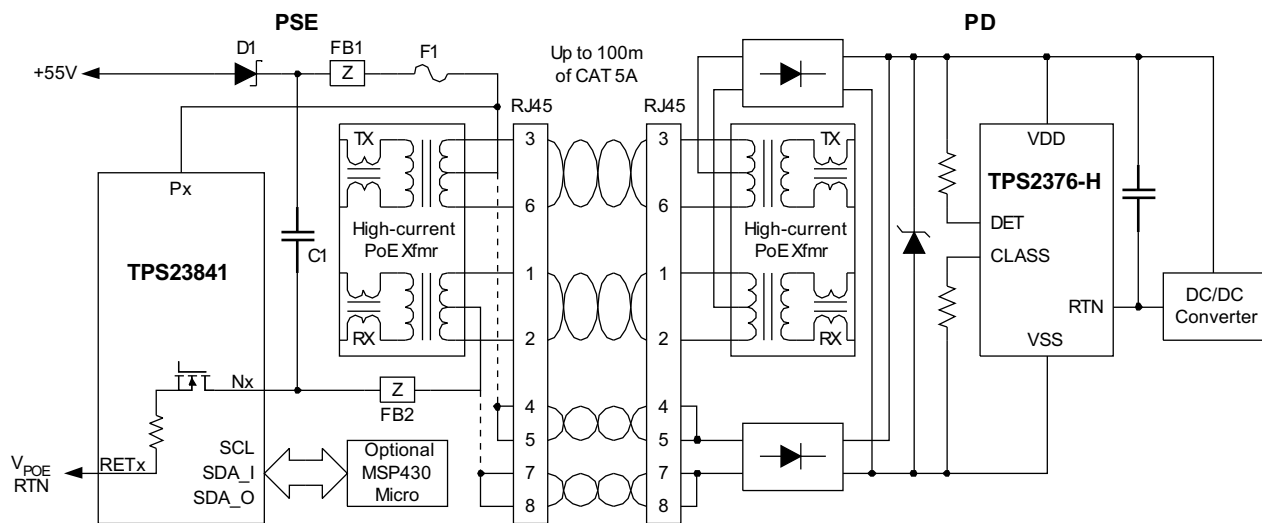 PSE
PD
D1
FB1
F1
Z
+55V
Up to 100m
of CAT 5A
RJ45
RJ45
TX
RX
High-current
PoE Xfmr
3
6
1
2
4
5
7
8
3
6
1
2
4
5
7
8
TX
RX
High-current
PoE Xfmr
Px
TPS23841
C1
Nx
Z
FB2
RETx
SCL
SDA_I
SDA_O
VPOE
RTN
Optional
MSP430
Micro
VDD
TPS2376-H
DET
CLASS
RTN
VSS
DC/DC
Converter